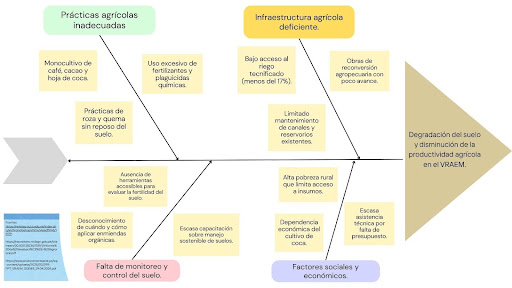 Prácticas agrícolas
inadecuadas
Infraestructura agrícola
deficiente.
Monocultivo de
café, cacao y
hoja de coca.
Uso excesivo de
fertilizantes y
plaguicidas
químicas.
Bajo acceso al
riego
tecnificado
(menos del 17%).
Obras de
reconversión
agropecuaria con
poco avance.
Prácticas de
roza y quema
sin reposo del
suelo.
Limitado
mantenimiento
de canales y
reservorios
existentes.
Degradación del suelo
y disminución de la
productividad agrícola
en el VRAEM.
Ausencia de
herramientas
accesibles para
evaluar la fertilidad del
suelo
Alta pobreza rural
que limita acceso
a insumos.
Desconocimiento
de cuándo y cómo
aplicar enmiendas
orgánicas.
Escasa capacitación
sobre manejo
sostenible de suelos.
Dependencia
económica del
cultivo de
coca.
Escasa
asistencia
técnica por
falta de
presupuesto.
Falta de monitoreo y
control del suelo.
Factores sociales y
económicos.